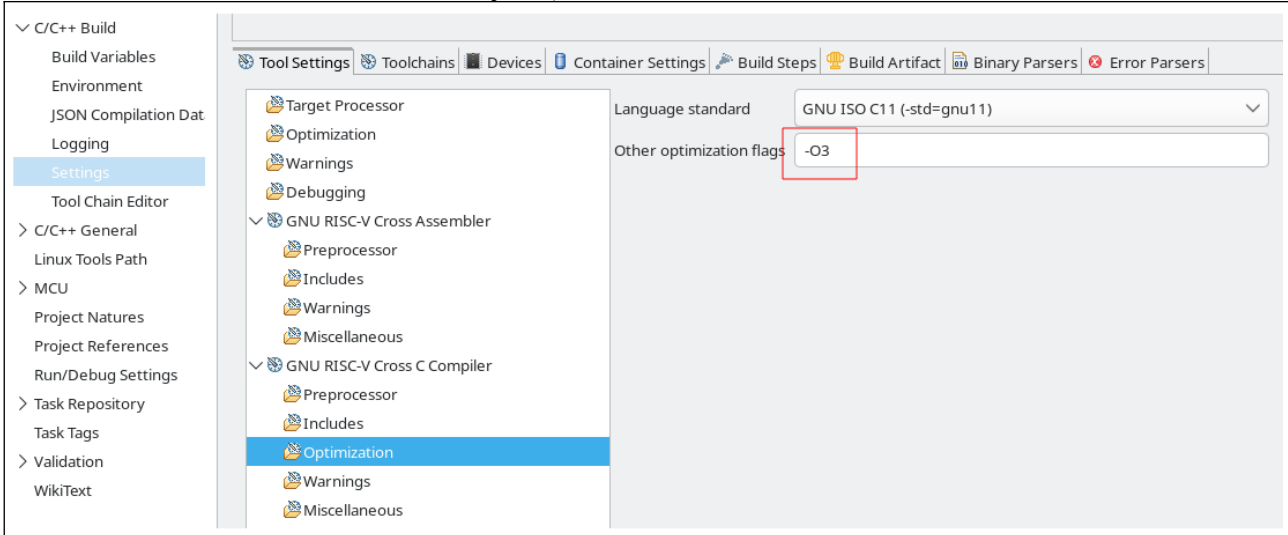 C/C++ Build
Build Variables
Environment
JSON Compilation Dat
Logging
Settings
Tool Chain Editor
C/C++ General
Linux Tools Path
MCU
Project Natures
Project References
Run/Debug Settings
Task Repository
Task Tags
Validation
WikiText
Tool Settings Toolchains Devices Container Settings Build Steps Build Artifact Binary Parsers Error Parsers
Target Processor
Optimization
Warnings
Debugging
GNU RISC-V Cross Assembler
Preprocessor
Includes
Warnings
Miscellaneous
GNU RISC-V Cross C Compiler
Preprocessor
Includes
Optimization
Warnings
Miscellaneous
Language standard GNU ISO C11 (-std=gnu11)
Other optimization flags -O3